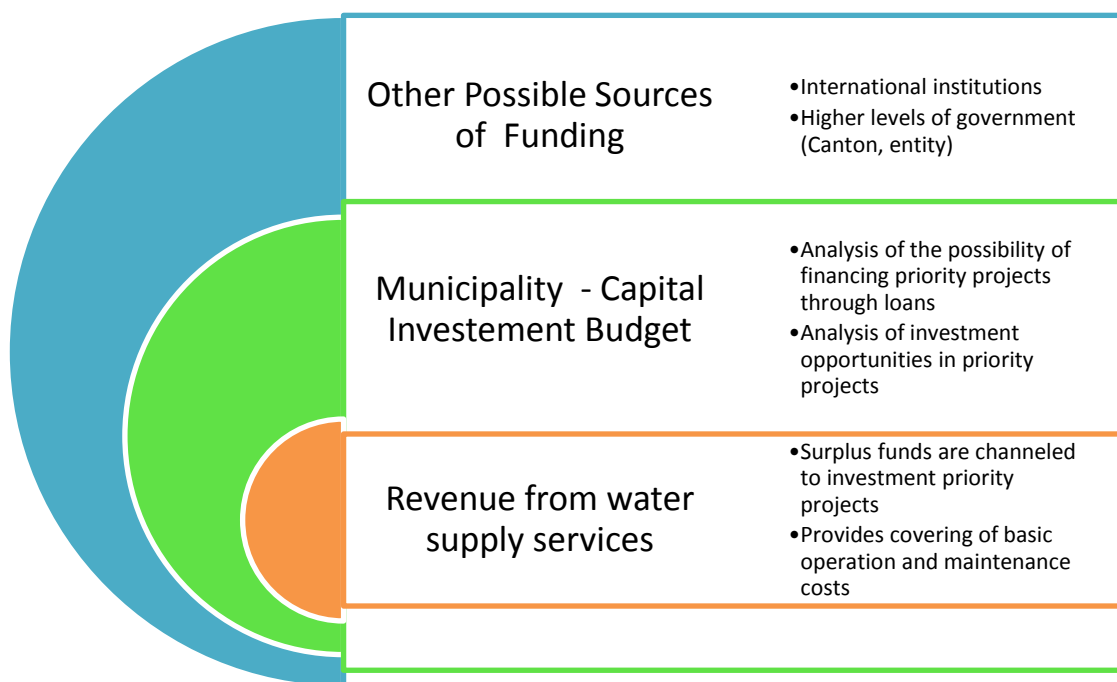 Other Possible Sources
of  Funding
•International institutions
•Higher levels of government
(Canton, entity)
Municipality  - Capital
Investement Budget
•Analysis of the possibility of
financing priority projects
through loans
•Analysis of investment
opportunities in priority
projects
Revenue from water
supply services
•Surplus funds are channeled
to investment priority
projects
•Provides covering of basic
operation and maintenance
costs